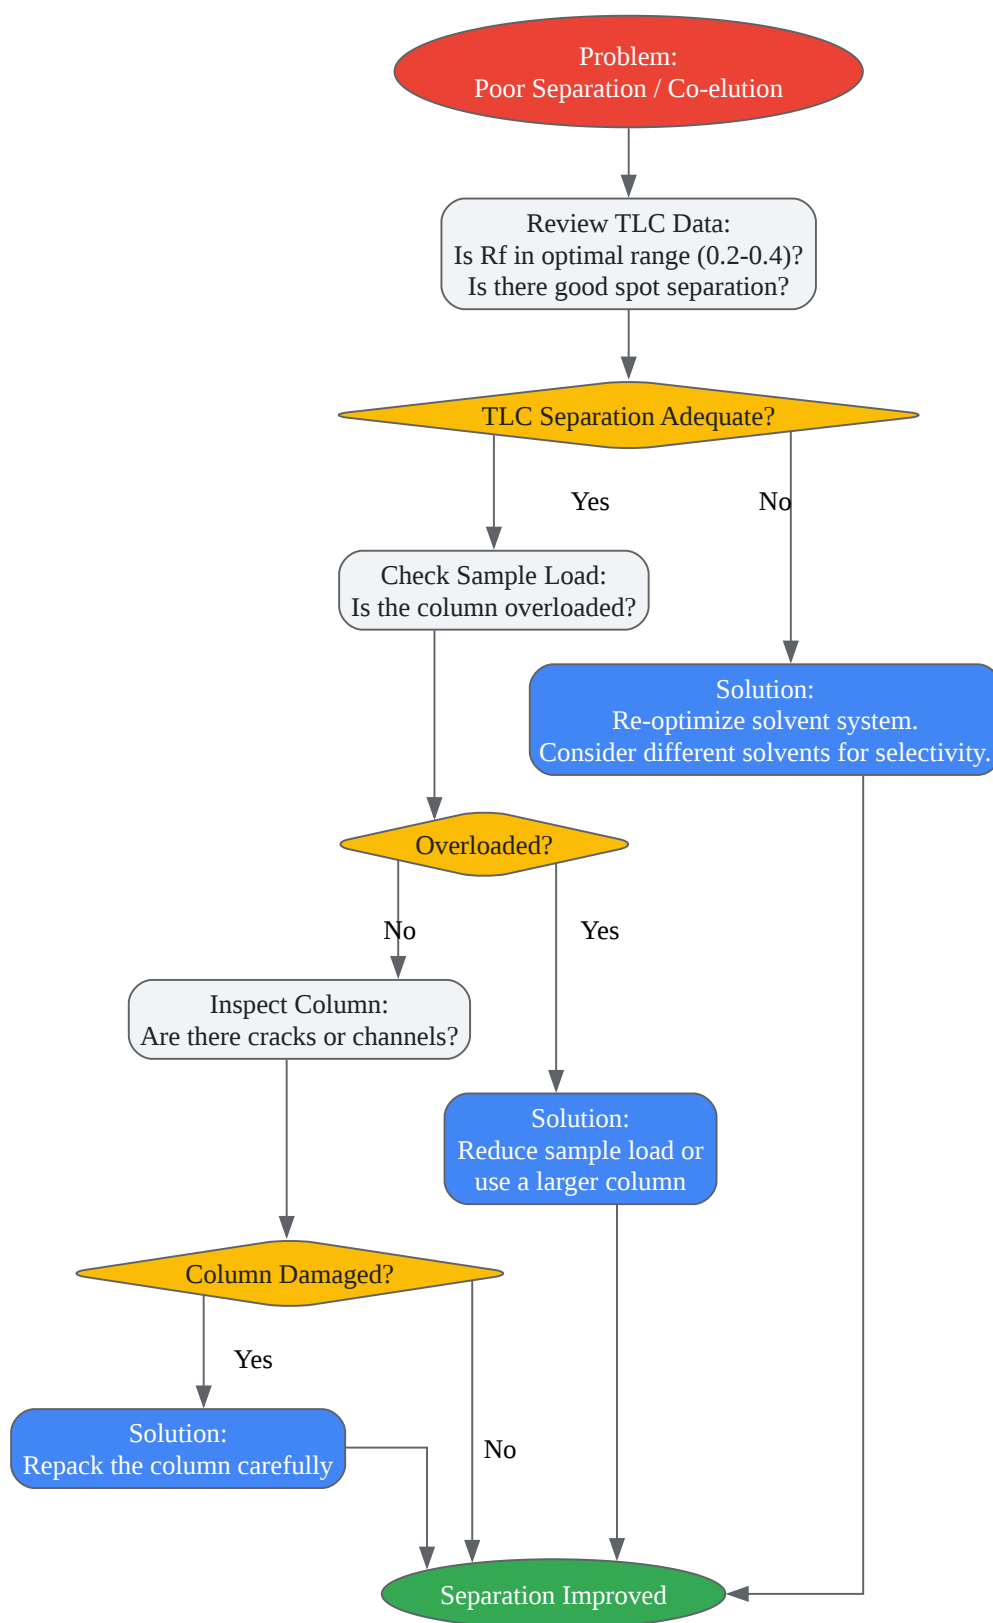 Problem:
Poor Separation / Co-elution
Review TLC Data:
Is Rf in optimal range (0.2-0.4)?
Is there good spot separation?
TLC Separation Adequate?
Yes
No
Check Sample Load:
Is the column overloaded?
Solution:
Re-optimize solvent system.
Consider different solvents for selectivity.
Overloaded?
No
Yes
Inspect Column:
Are there cracks or channels?
Solution:
Reduce sample load or
use a larger column
Column Damaged?
Yes
No
Solution:
Repack the column carefully
Separation Improved